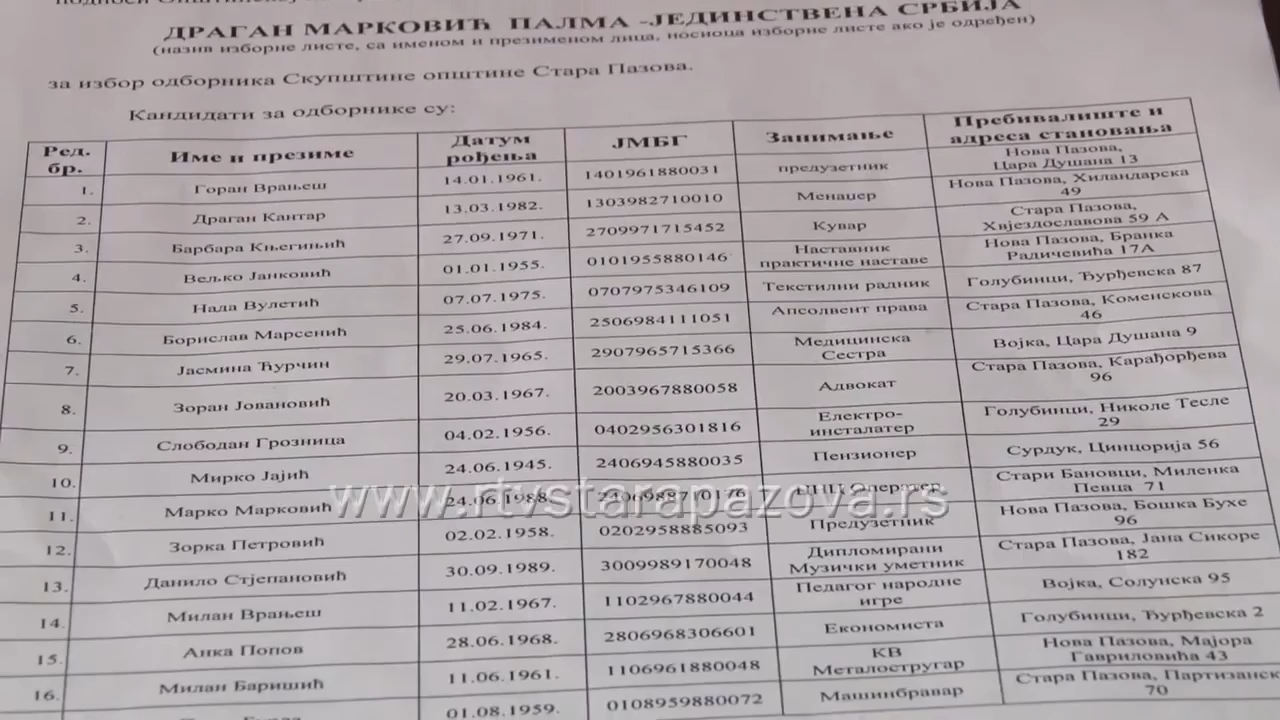 ДРАГАН МАРКОВИЋ ПАЛМА -ЈЕДИНСТВЕНА СРБИЈА
(назив изборне листе, са именом и презименом лица, носиоца изборне листе ако је одређен)
за избор одборника Скупштине општине Стара Пазова.
Кандидати за одборнике су:
Ред. бр. Име и презиме Датум рођења ЈМБГ Занимање Пребивалиште и адреса становања
1. Горан Врањеш 14.01.1961. 1401961880031 предузетник Нова Пазова, Цара Душана 13
2. Драган Кантар 13.03.1982. 1303982710010 Менаџер Нова Пазова, Хиландарска 49
3. Барбара Књегињић 27.09.1971. 2709971715452 Кувар Стара Пазова, Хвјездославова 59 А
4. Вељко Јанковић 01.01.1955. 0101955880146 Наставник практичне наставе Нова Пазова, Бранка Радичевића 17А
5. Нада Вулетић 07.07.1975. 0707975346109 Текстилни радник Голубинци, Ђурђевска 87
6. Борислав Марсенић 25.06.1984. 2506984111051 Апсолвент права Стара Пазова, Коменскова 46
7. Јасмина Ћурчин 29.07.1965. 2907965715366 Медицинска Сестра Војка, Цара Душана 9
8. Зоран Јовановић 20.03.1967. 2003967880058 Адвокат Стара Пазова, Карађорђева 96
9. Слободан Грозница 04.02.1956. 0402956301816 Електро-инсталатер Голубинци, Николе Тесле 29
10. Мирко Јајић 24.06.1945. 2406945880035 Пензионер Сурдук, Цинцорија 56
11. Марко Марковић 24.06.1988. 2406988710176 ЦНЦ Оператер Стари Бановци, Миленка Певца 71
www.rtvstarapazova.rs
12. Зорка Петровић 02.02.1958. 0202958885093 Предузетник Нова Пазова, Бошка Бухе 96
13. Данило Стјепановић 30.09.1989. 3009989170048 Дипломирани Музички уметник Стара Пазова, Јана Сикоре 182
14. Милан Врањеш 11.02.1967. 1102967880044 Педагог народне игре Војка, Солунска 95
15. Анка Попов 28.06.1968. 2806968306601 Економиста Голубинци, Ђурђевска 2
16. Милан Баришић 11.06.1961. 1106961880048 КВ Металостругар Нова Пазова, Мајора Гавриловића 43
01.08.1959. 0108959880072 Машинбравар Стара Пазова, Партизанск 70